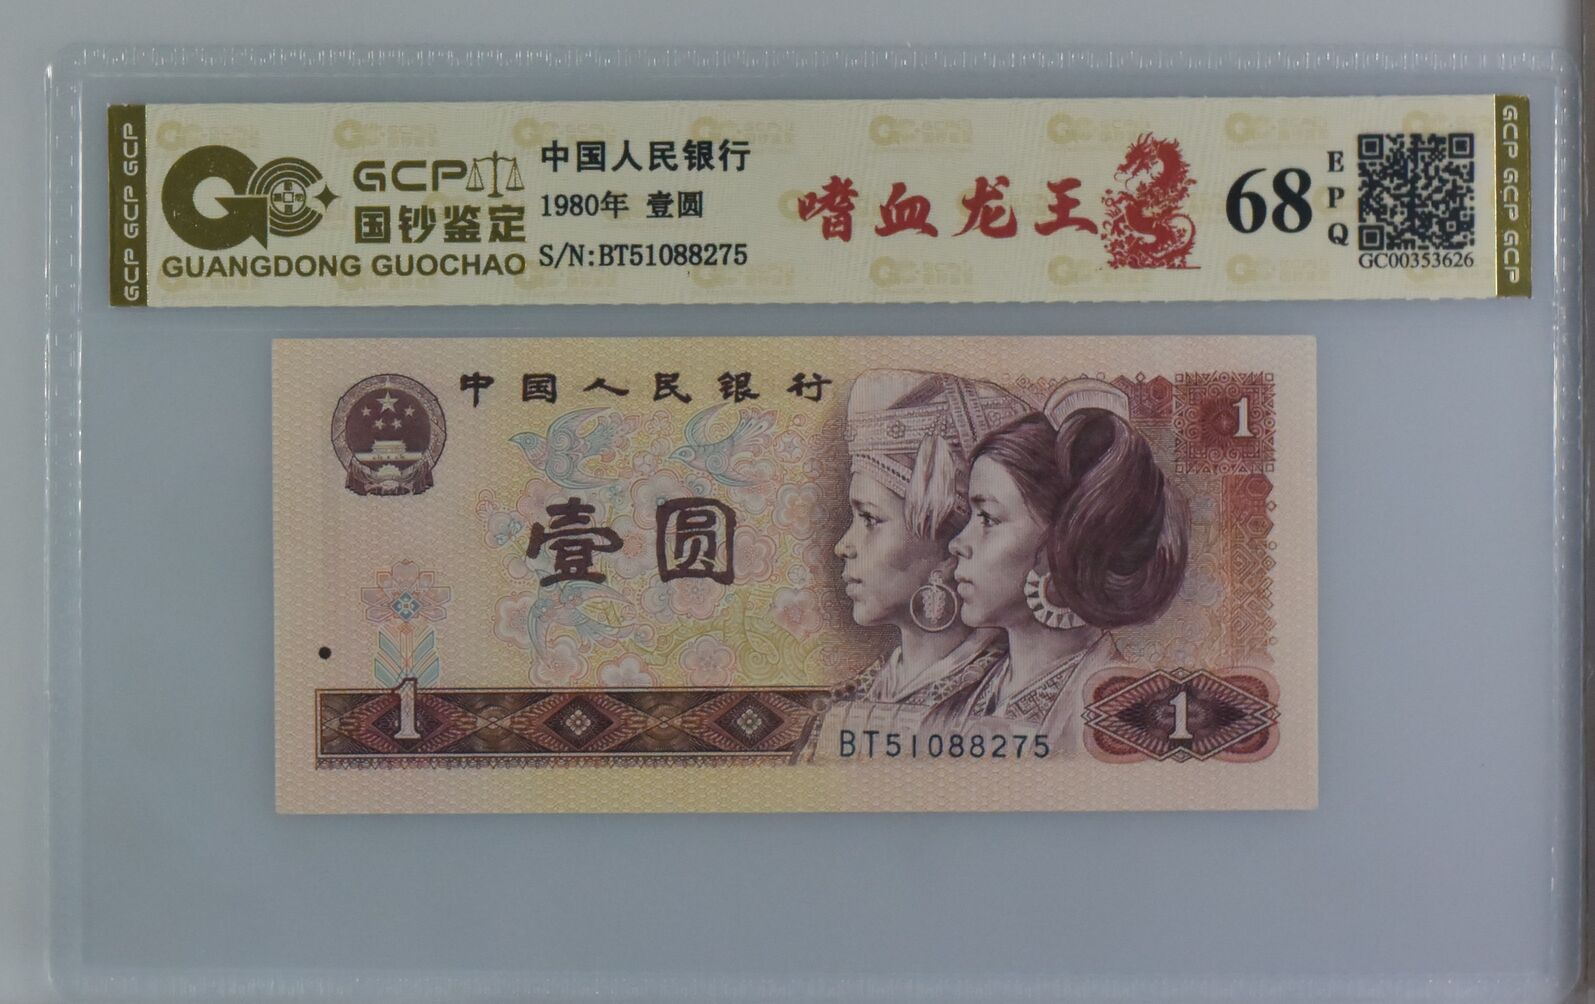 GCP GCP GCP
GCP
国钞鉴定
GUANGDONG GUOCHAO
中国人民银行
1980年 壹圆
S/N:BT51088275
嗜血龙王
68
EPQ
GC00353626
GCP GCP GCP
中国人民银行
1
壹圆
1
BT51088275
1